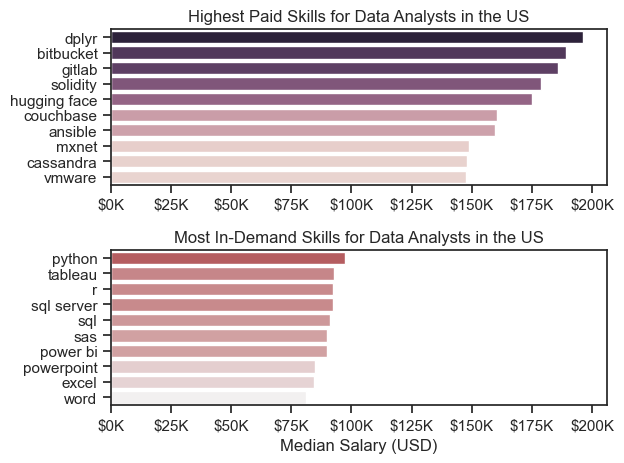 Highest Paid Skills for Data Analysts in the US
dplyr
bitbucket
gitlab
solidity
hugging face
couchbase
ansible
mxnet
cassandra
vmware
$0K $25K $50K $75K $100K $125K $150K $175K $200K
Most In-Demand Skills for Data Analysts in the US
python
tableau
r
sql server
sql
sas
power bi
powerpoint
excel
word
$0K $25K $50K $75K $100K $125K $150K $175K $200K
Median Salary (USD)